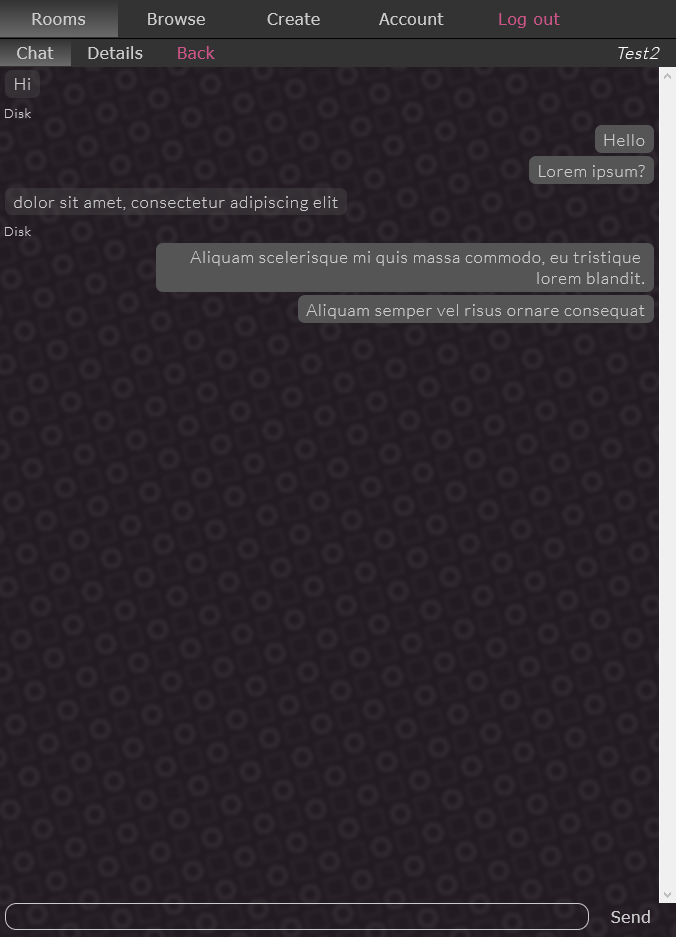 Rooms Browse Create Account Log out
Chat Details Back Test2
Hi
Disk
Hello
Lorem ipsum?
dolor sit amet, consectetur adipiscing elit
Disk
Aliquam scelerisque mi quis massa commodo, eu tristique
lorem blandit.
Aliquam semper vel risus ornare consequat
Send